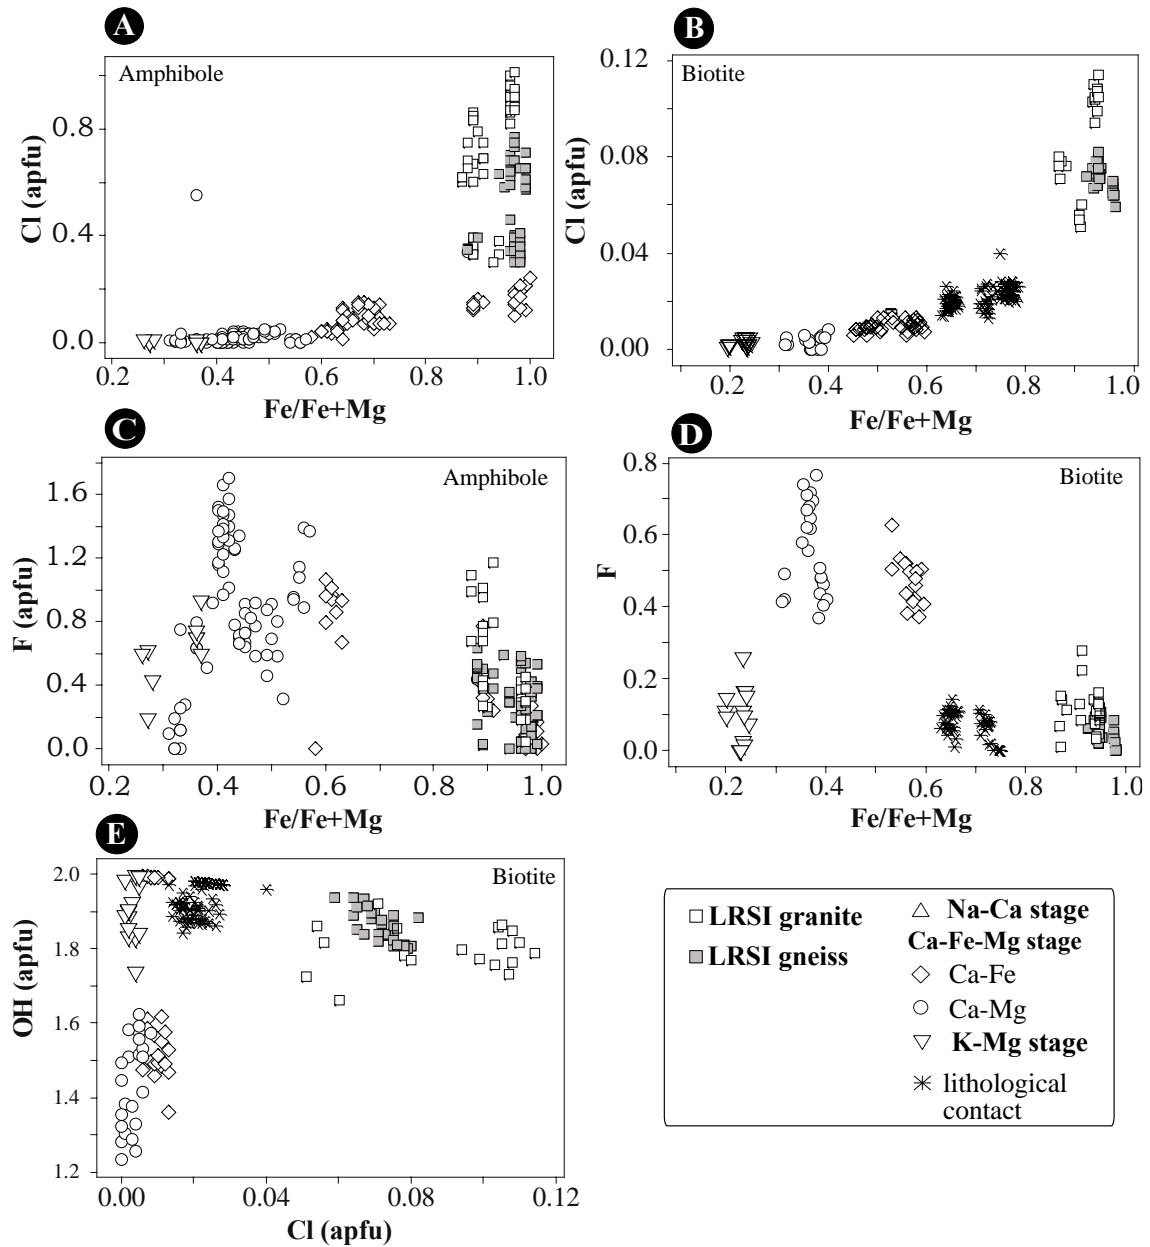 A
B
Amphibole
Biotite
0.8
0.4
0.0
Cl (apfu)
0.2 0.4 0.6 0.8 1.0
Fe/Fe+Mg
0.12
0.08
0.04
0.00
Cl (apfu)
0.2 0.4 0.6 0.8 1.0
Fe/Fe+Mg
C
D
Amphibole
Biotite
1.6
1.2
0.8
0.4
0.0
F (apfu)
0.2 0.4 0.6 0.8 1.0
Fe/Fe+Mg
0.8
0.6
0.4
0.2
0.0
F
0.2 0.4 0.6 0.8 1.0
Fe/Fe+Mg
E
Biotite
2.0
1.8
1.6
1.4
1.2
OH (apfu)
0.00 0.04 0.08 0.12
Cl (apfu)
LRSI granite
LRSI gneiss
Na-Ca stage
Ca-Fe-Mg stage
Ca-Fe
Ca-Mg
K-Mg stage
lithological
contact